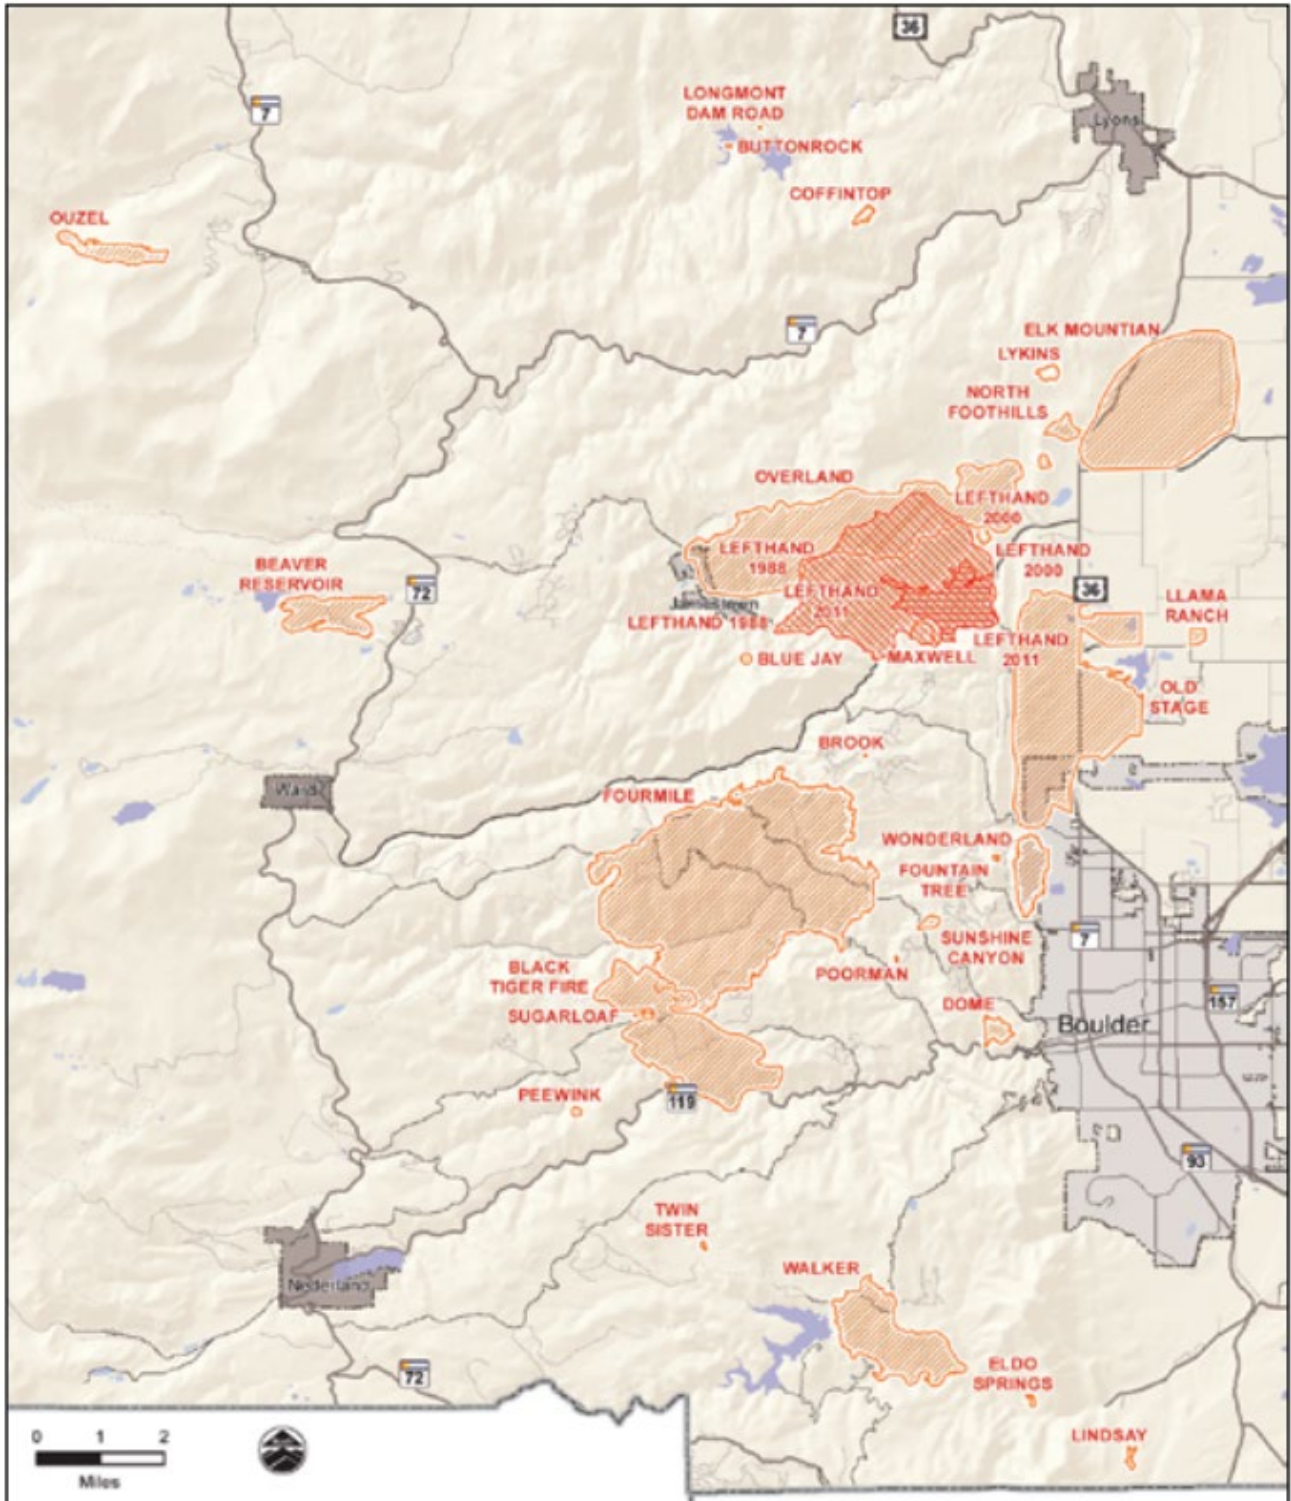 36
LONGMONT
DAM ROAD
7
BUTTONROCK
Lyons
COFFINTOP
OUZEL
7
ELK MOUNTIAN
LYKINS
NORTH
FOOTHILLS
OVERLAND
LEFTHAND
2000
LEFTHAND
1988
LEFTHAND
2000
BEAVER
RESERVOIR
72
36
LEFTHAND
2011
Jamestown
LLAMA
RANCH
LEFTHAND 1988
LEFTHAND
2011
BLUE JAY
MAXWELL
OLD
STAGE
BROOK
Ward
FOURMILE
WONDERLAND
FOUNTAIN
TREE
7
SUNSHINE
CANYON
BLACK
TIGER FIRE
POORMAN
157
SUGARLOAF
DOME
Boulder
PEEWINK
119
93
TWIN
SISTER
WALKER
Nederland
72
ELDO
SPRINGS
LINDSAY
0 1 2
Miles